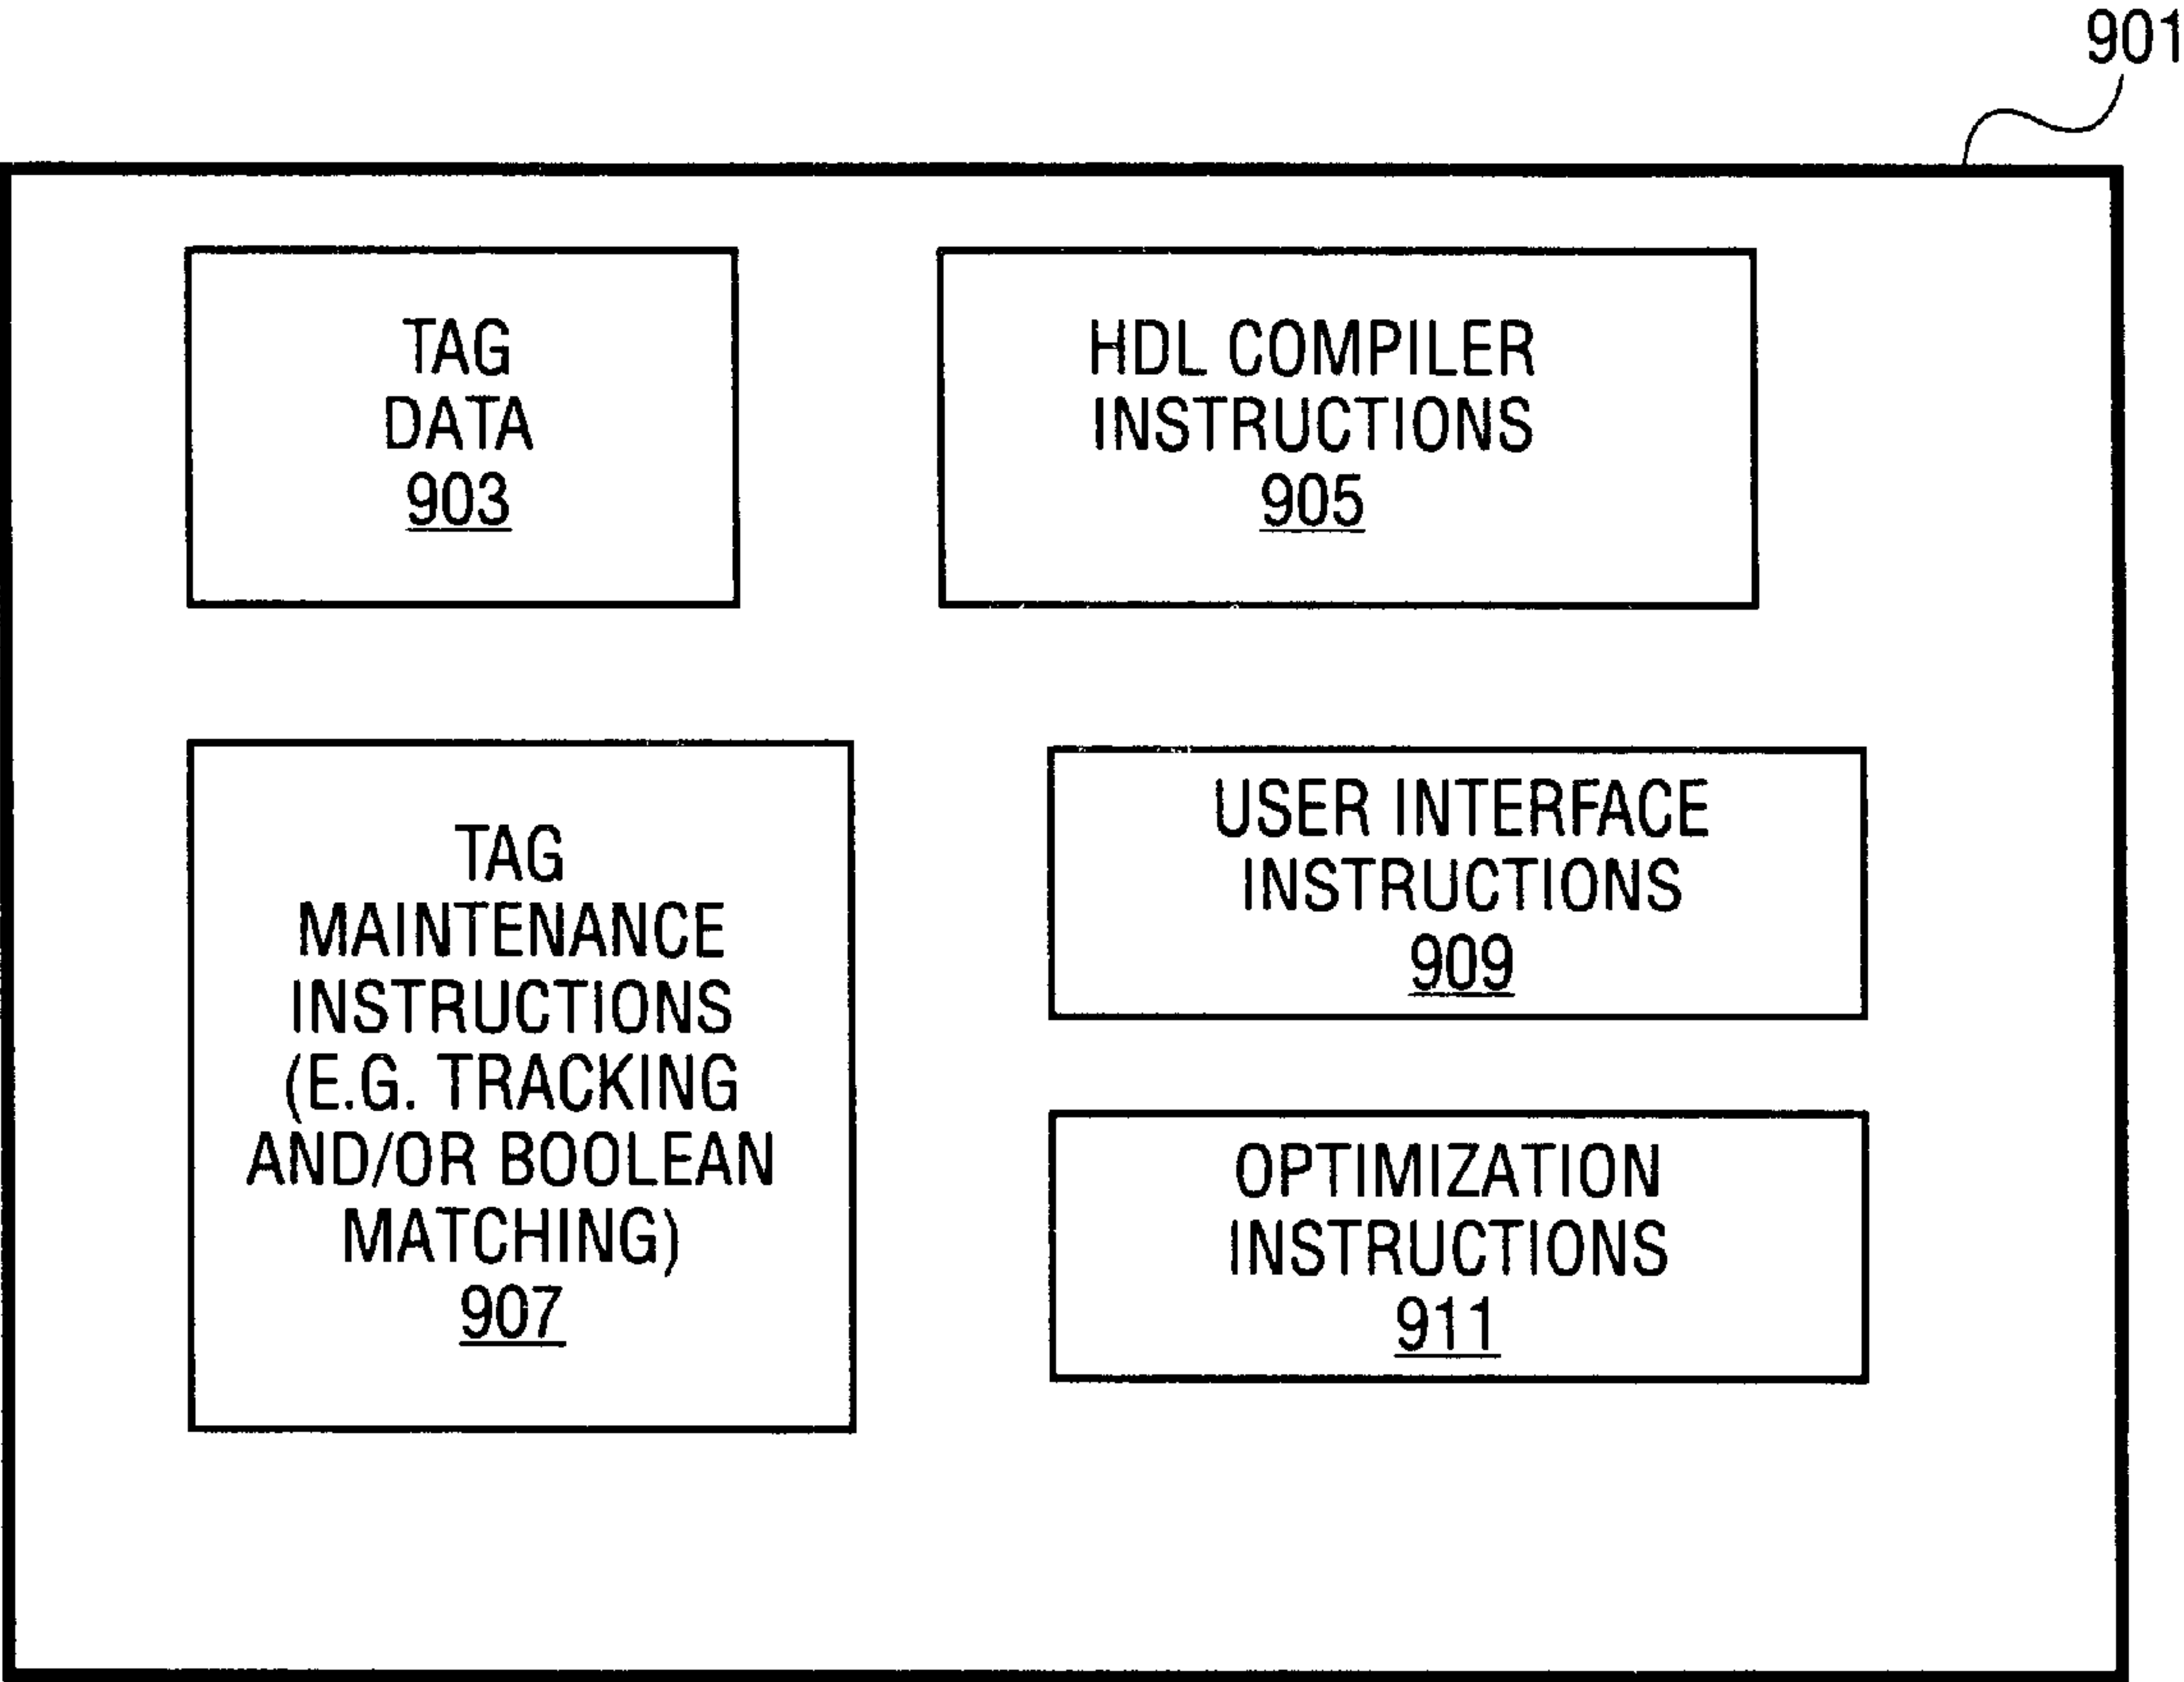 901
TAG
DATA
903
HDL COMPILER
INSTRUCTIONS
905
TAG
MAINTENANCE
INSTRUCTIONS
(E.G. TRACKING
AND/OR BOOLEAN
MATCHING)
907
USER INTERFACE
INSTRUCTIONS
909
OPTIMIZATION
INSTRUCTIONS
911